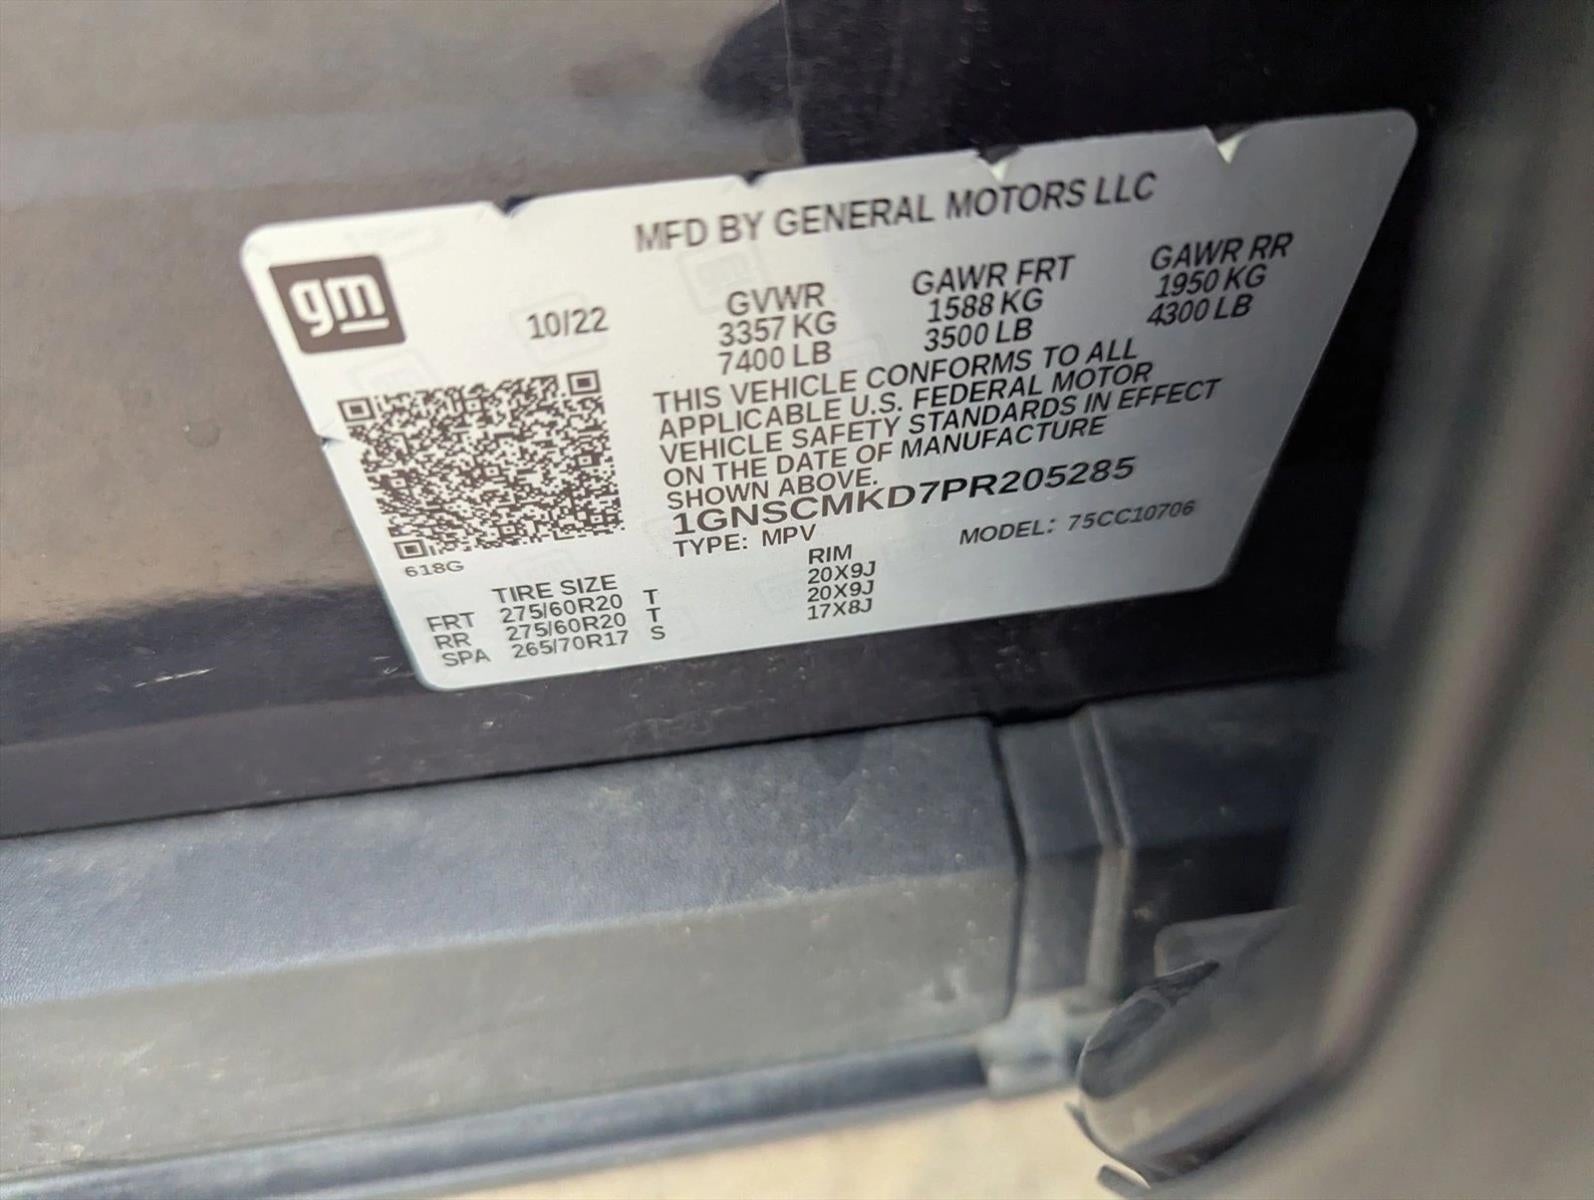 MFD BY GENERAL MOTORS LLC
gm
10/22
GVWR GAWR FRT GAWR RR
3357 KG 1588 KG 1950 KG
7400 LB 3500 LB 4300 LB
THIS VEHICLE CONFORMS TO ALL
APPLICABLE U.S. FEDERAL MOTOR
VEHICLE SAFETY STANDARDS IN EFFECT
ON THE DATE OF MANUFACTURE
SHOWN ABOVE.
1GNSCMKD7PR205285
TYPE: MPV MODEL: 75CC10706
618G
TIRE SIZE RIM
FRT 275/60R20 T 20X9J
RR 275/60R20 T 20X9J
SPA 265/70R17 S 17X8J